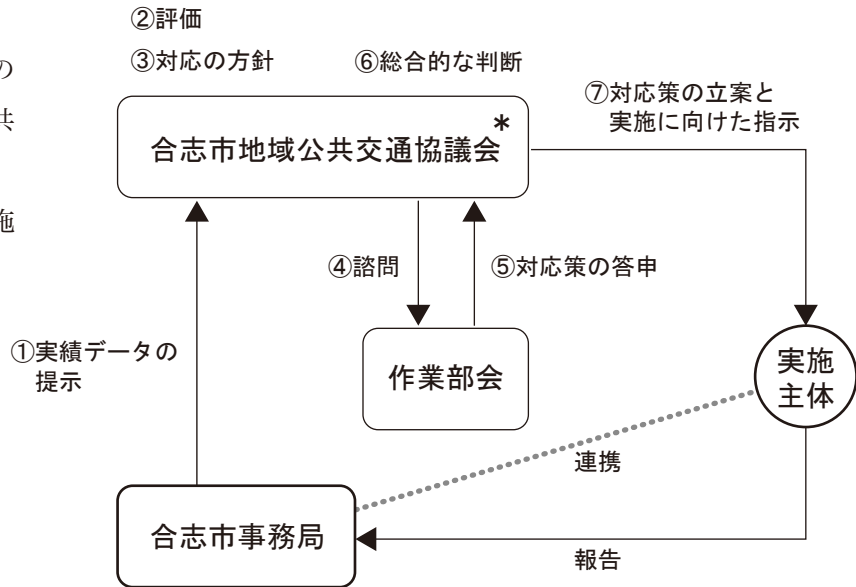 の
共
施
②評価
③対応の方針
⑥総合的な判断
合志市地域公共交通協議会*
⑦対応策の立案と
実施に向けた指示
④諮問
⑤対応策の答申
①実績データの
提示
作業部会
実施
主体
連携
合志市事務局
報告